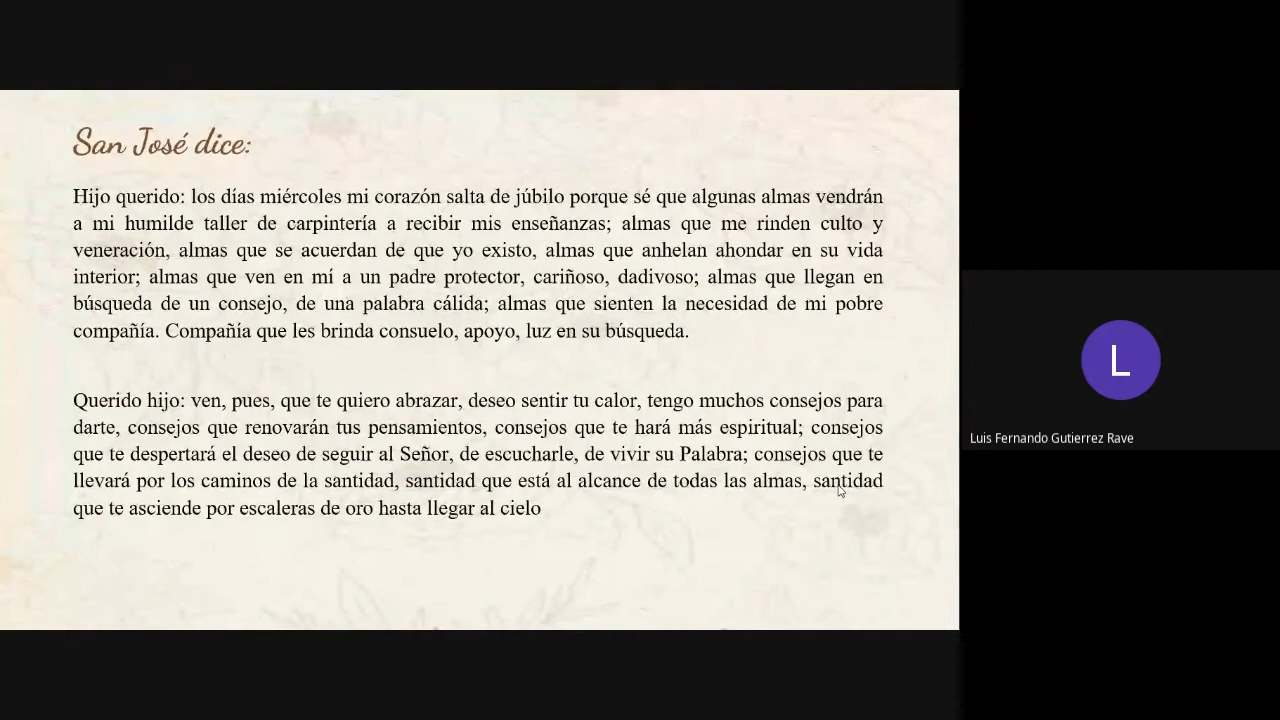 San José dice:
Hijo querido: los días miércoles mi corazón salta de júbilo porque sé que algunas almas vendrán
a mi humilde taller de carpintería a recibir mis enseñanzas; almas que me rinden culto y
veneración, almas que se acuerdan de que yo existo, almas que anhelan ahondar en su vida
interior; almas que ven en mí a un padre protector, cariñoso, dadivoso; almas que llegan en
búsqueda de un consejo, de una palabra cálida; almas que sienten la necesidad de mi pobre
compañía. Compañía que les brinda consuelo, apoyo, luz en su búsqueda.
Querido hijo: ven, pues, que te quiero abrazar, deseo sentir tu calor, tengo muchos consejos para
darte, consejos que renovarán tus pensamientos, consejos que te hará más espiritual; consejos
que te despertará el deseo de seguir al Señor, de escucharle, de vivir su Palabra; consejos que te
llevará por los caminos de la santidad, santidad que está al alcance de todas las almas, santidad
que te asciende por escaleras de oro hasta llegar al cielo
L
Luis Fernando Gutierrez Rave